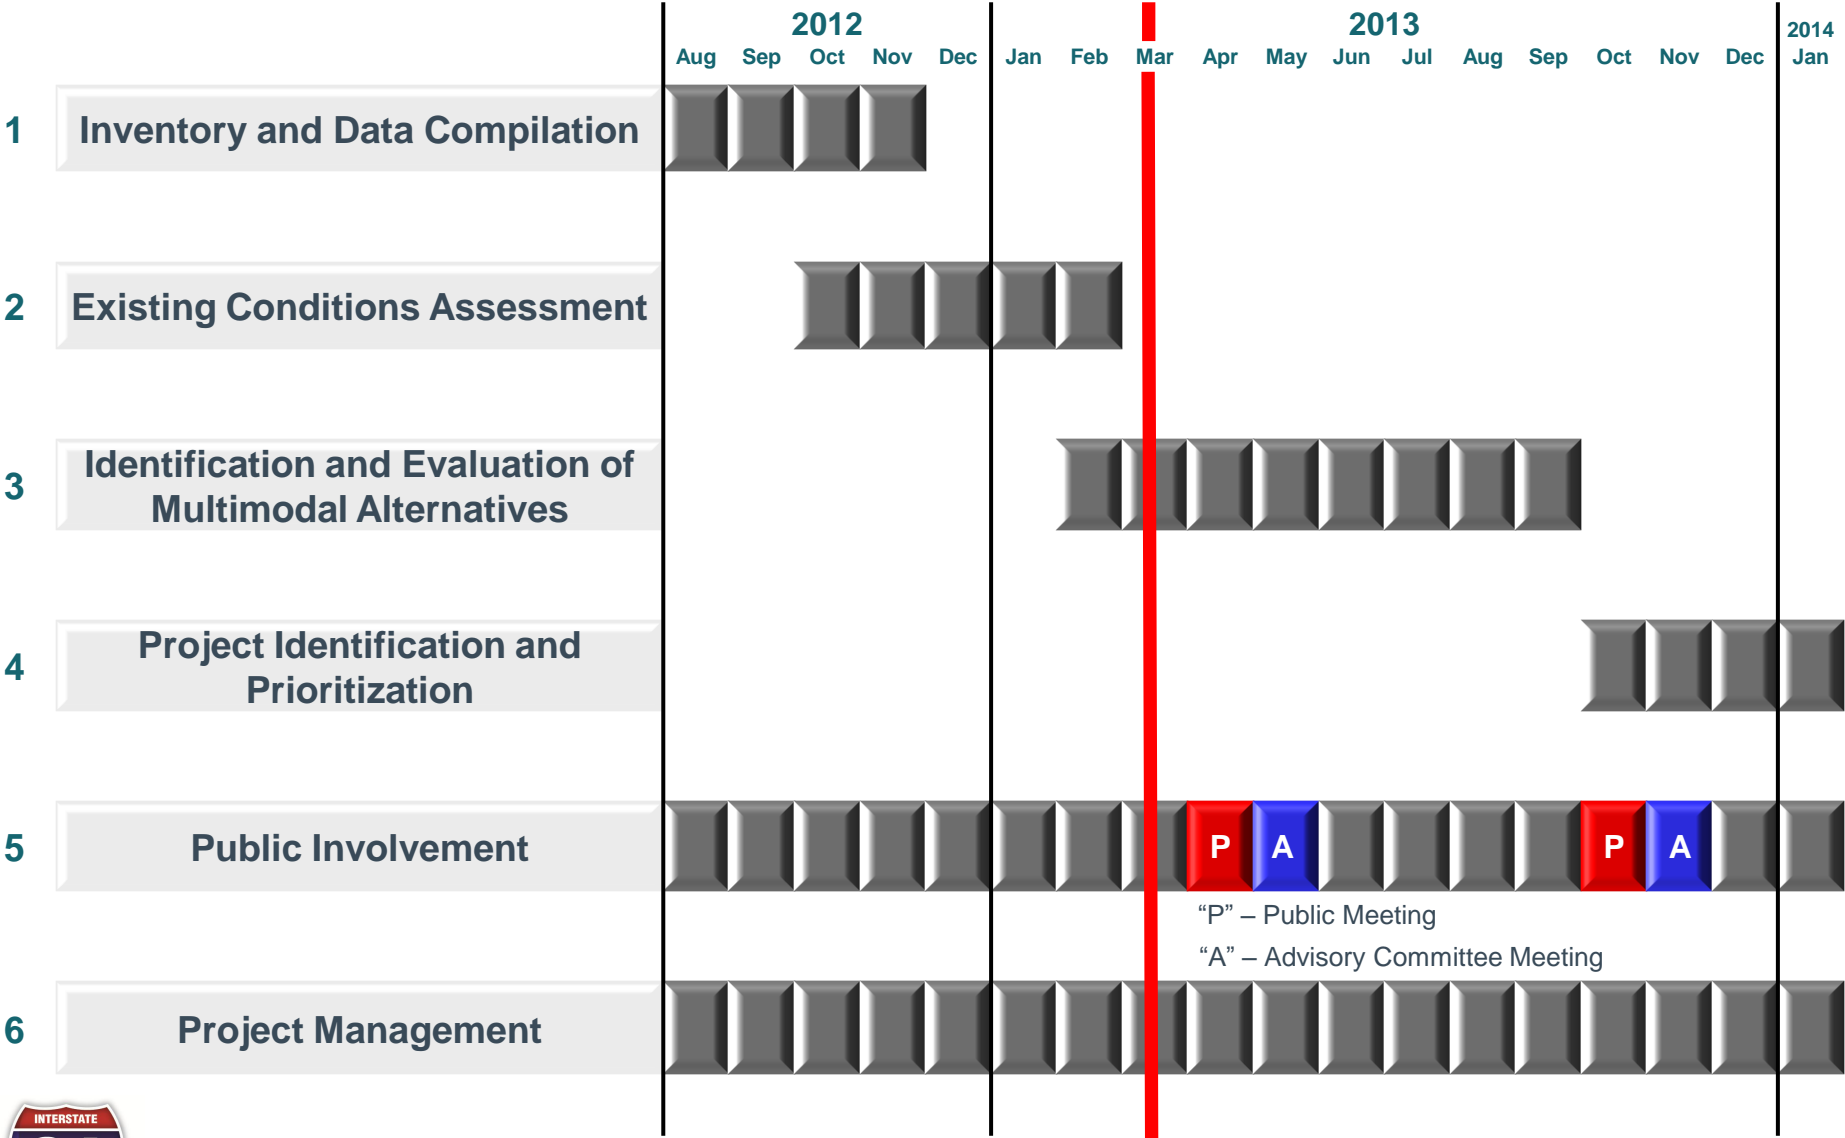 2012
2013
2014
Aug Sep Oct Nov Dec Jan Feb Mar Apr May Jun Jul Aug Sep Oct Nov Dec Jan
1 Inventory and Data Compilation
2 Existing Conditions Assessment
3 Identification and Evaluation of
Multimodal Alternatives
4 Project Identification and
Prioritization
5 Public Involvement P A P A
“P” – Public Meeting
“A” – Advisory Committee Meeting
6 Project Management
INTERSTATE